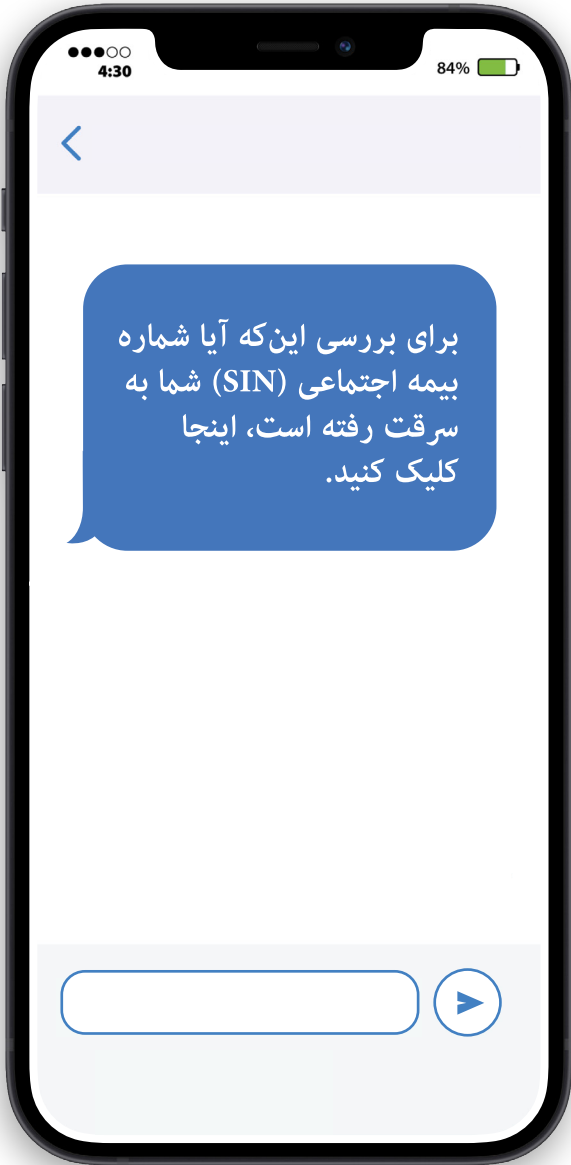 4:30
84%
برای بررسی این‌که آیا شماره
بیمه اجتماعی (SIN) شما به
سرقت رفته است، اینجا
کلیک کنید.